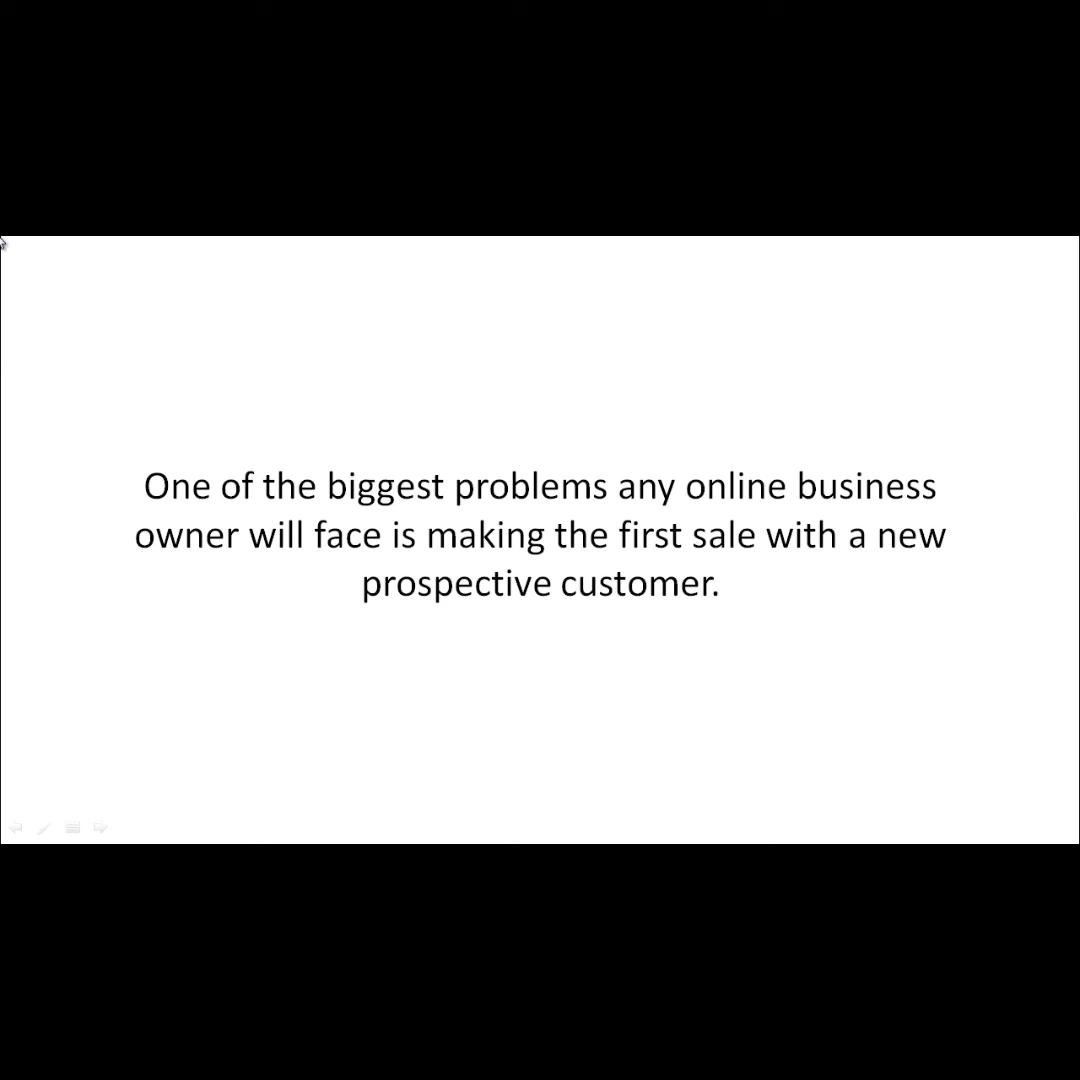 One of the biggest problems any online business
owner will face is making the first sale with a new
prospective customer.